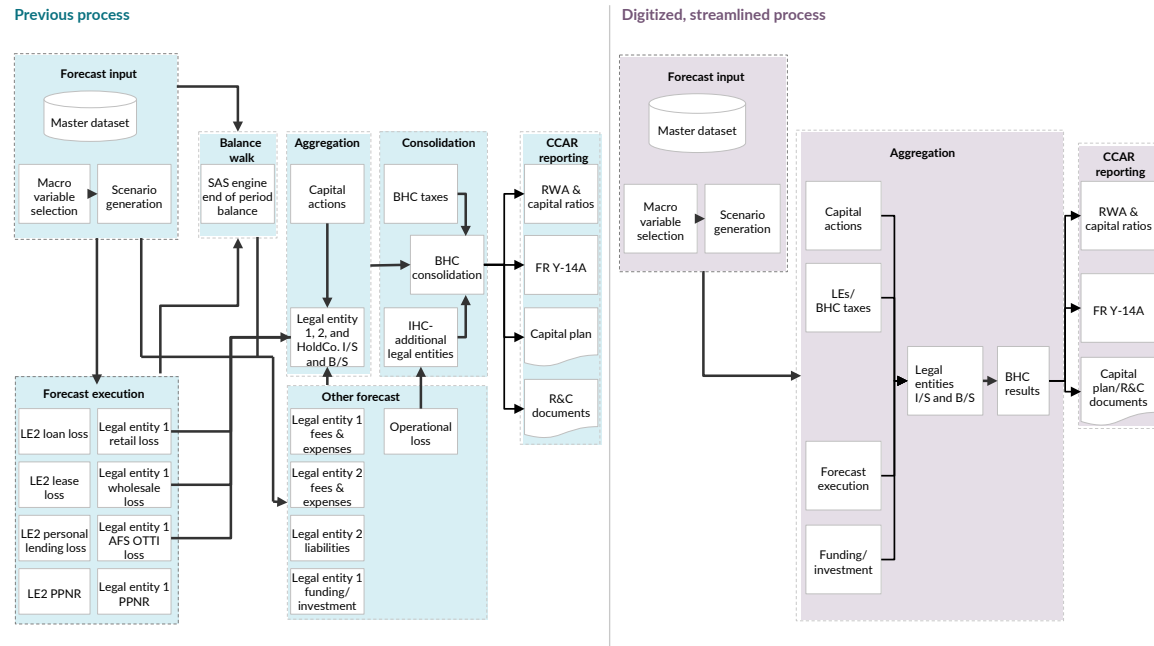 Previous process
Forecast input
Master dataset
Macro
variable
selection
Scenario
generation
Balance
walk
SAS engine
end of period
balance
Aggregation
Capital
actions
Legal entity
1, 2, and
HoldCo. I/S
and B/S
Consolidation
BHC taxes
BHC
consolidation
IHC-
additional
legal entities
CCAR
reporting
RWA &
capital ratios
FR Y-14A
Capital plan
R&C
documents
Forecast execution
LE2 loan loss
Legal entity 1
retail loss
LE2 lease
loss
Legal entity 1
wholesale
loss
LE2 personal
lending loss
Legal entity 1
AFS OTTI
loss
LE2 PPNR
Legal entity 1
PPNR
Other forecast
Legal entity 1
fees &
expenses
Operational
loss
Legal entity 2
fees &
expenses
Legal entity 2
liabilities
Legal entity 1
funding/
investment
Digitized, streamlined process
Forecast input
Master dataset
Macro
variable
selection
Scenario
generation
Aggregation
Capital
actions
LEs/
BHC taxes
Legal
entities
I/S and B/S
BHC
results
Forecast
execution
Funding/
investment
CCAR
reporting
RWA &
capital ratios
FR Y-14A
Capital
plan/R&C
documents